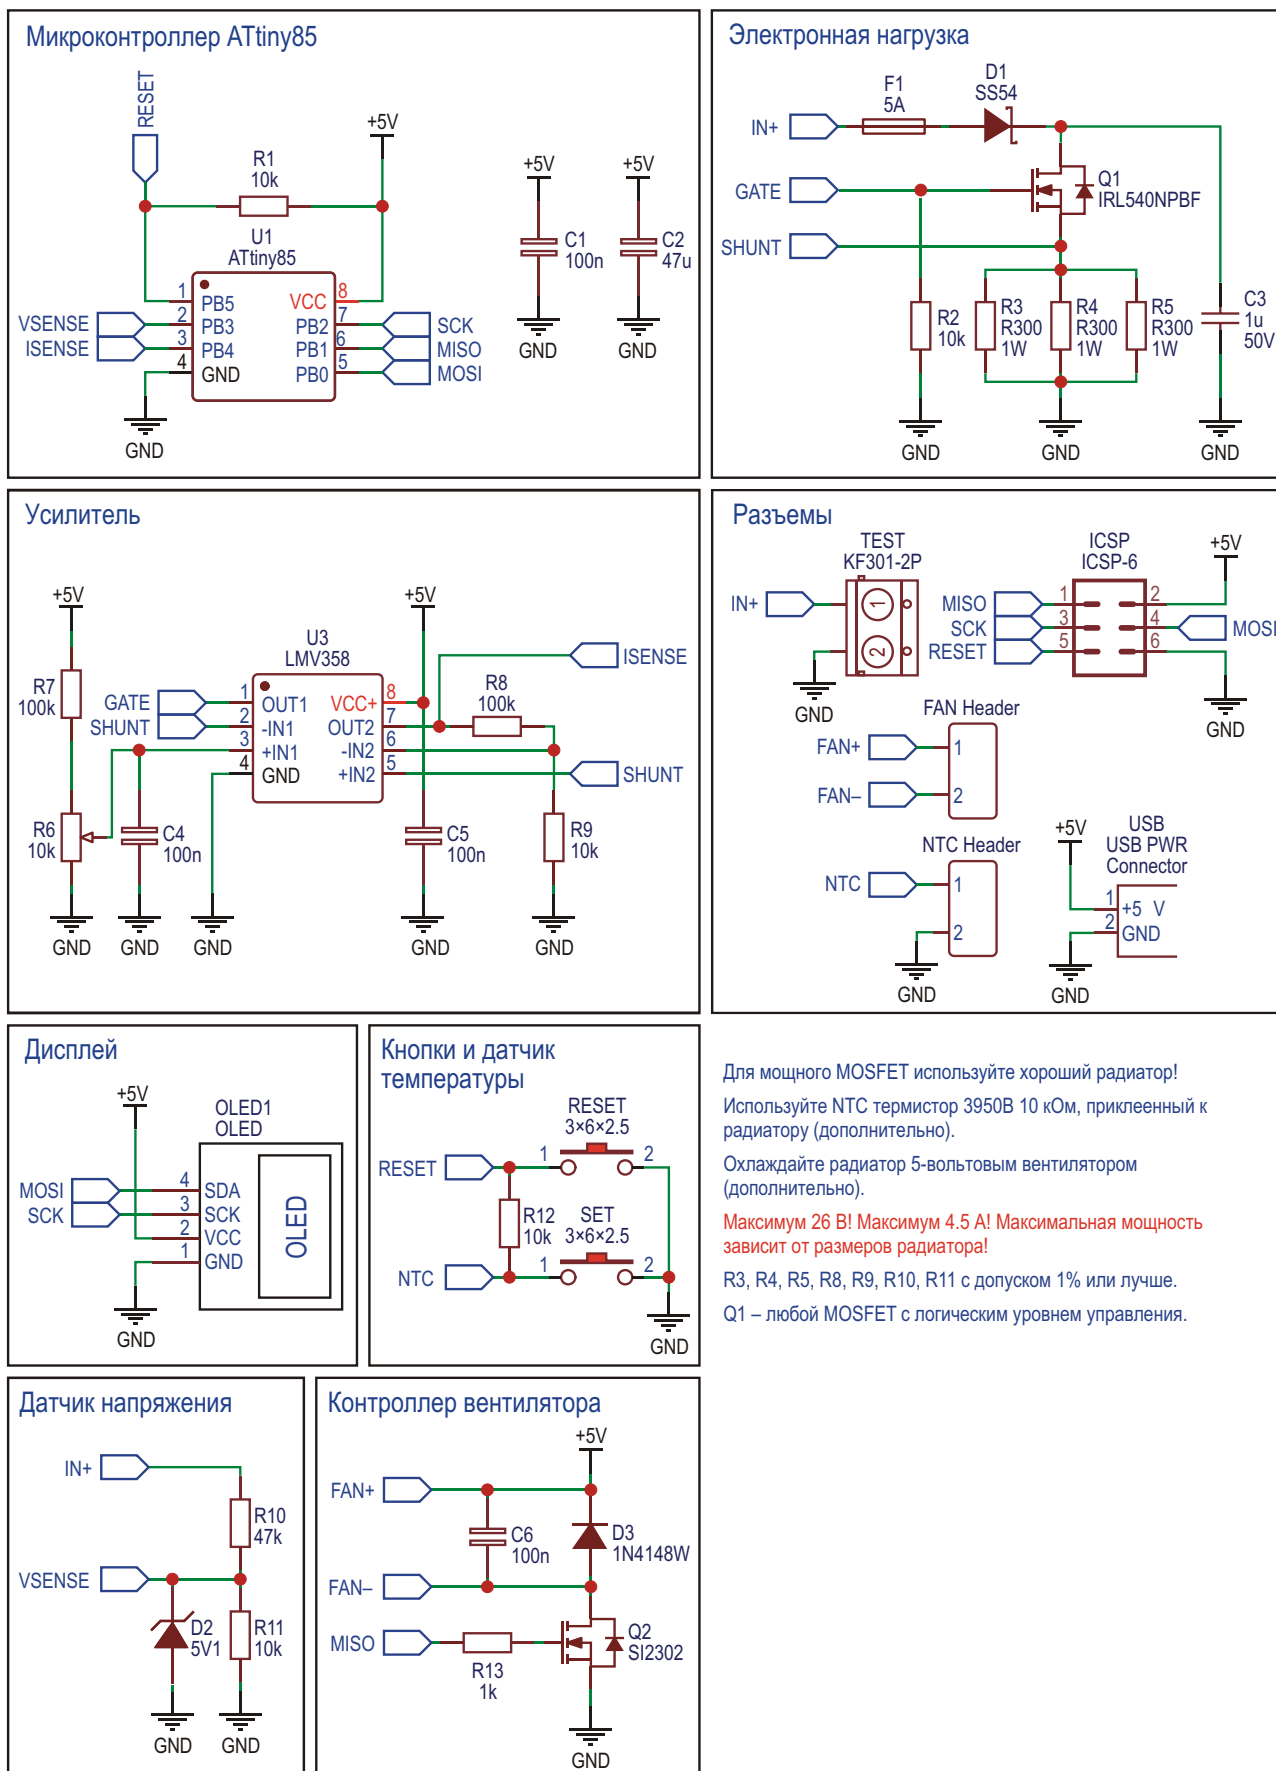 Микроконтроллер ATtiny85
RESET
+5V
R1
10k
U1
ATtiny85
1
PB5
VCC
8
VSENSE
2
PB3
PB2
7
SCK
ISENSE
3
PB4
PB1
6
MISO
4
GND
PB0
5
MOSI
GND
+5V
C1
100n
GND
+5V
C2
47u
GND
Электронная нагрузка
F1
5A
D1
SS54
IN+
GATE
Q1
IRL540NPBF
SHUNT
R2
10k
R3
R300
1W
R4
R300
1W
R5
R300
1W
C3
1u
50V
GND
GND
GND
Усилитель
+5V
+5V
U3
LMV358
ISENSE
R7
100k
GATE
1
OUT1
VCC+
8
R8
100k
SHUNT
2
-IN1
OUT2
7
3
+IN1
-IN2
6
4
GND
+IN2
5
SHUNT
R6
10k
C4
100n
C5
100n
R9
10k
GND
GND
GND
GND
GND
Разъемы
TEST
KF301-2P
IN+
1
2
GND
ICSP
ICSP-6
+5V
MISO
1
2
SCK
3
4
MOSI
RESET
5
6
GND
FAN Header
FAN+
1
FAN–
2
NTC Header
NTC
1
2
GND
+5V
USB
USB PWR
Connector
1
+5 V
2
GND
GND
Дисплей
+5V
OLED1
OLED
MOSI
4
SDA
SCK
3
SCK
2
VCC
1
GND
OLED
GND
Кнопки и датчик
температуры
RESET
3×6×2.5
RESET
1
2
R12
10k
SET
3×6×2.5
NTC
1
2
GND
Для мощного MOSFET используйте хороший радиатор!
Используйте NTC термистор 3950В 10 кОм, приклеенный к
радиатору (дополнительно).
Охлаждайте радиатор 5-вольтовым вентилятором
(дополнительно).
Максимум 26 В! Максимум 4.5 А! Максимальная мощность
зависит от размеров радиатора!
R3, R4, R5, R8, R9, R10, R11 с допуском 1% или лучше.
Q1 – любой MOSFET с логическим уровнем управления.
Датчик напряжения
IN+
R10
47k
VSENSE
D2
5V1
R11
10k
GND
GND
Контроллер вентилятора
+5V
FAN+
C6
100n
D3
1N4148W
FAN–
MISO
R13
1k
Q2
SI2302
GND